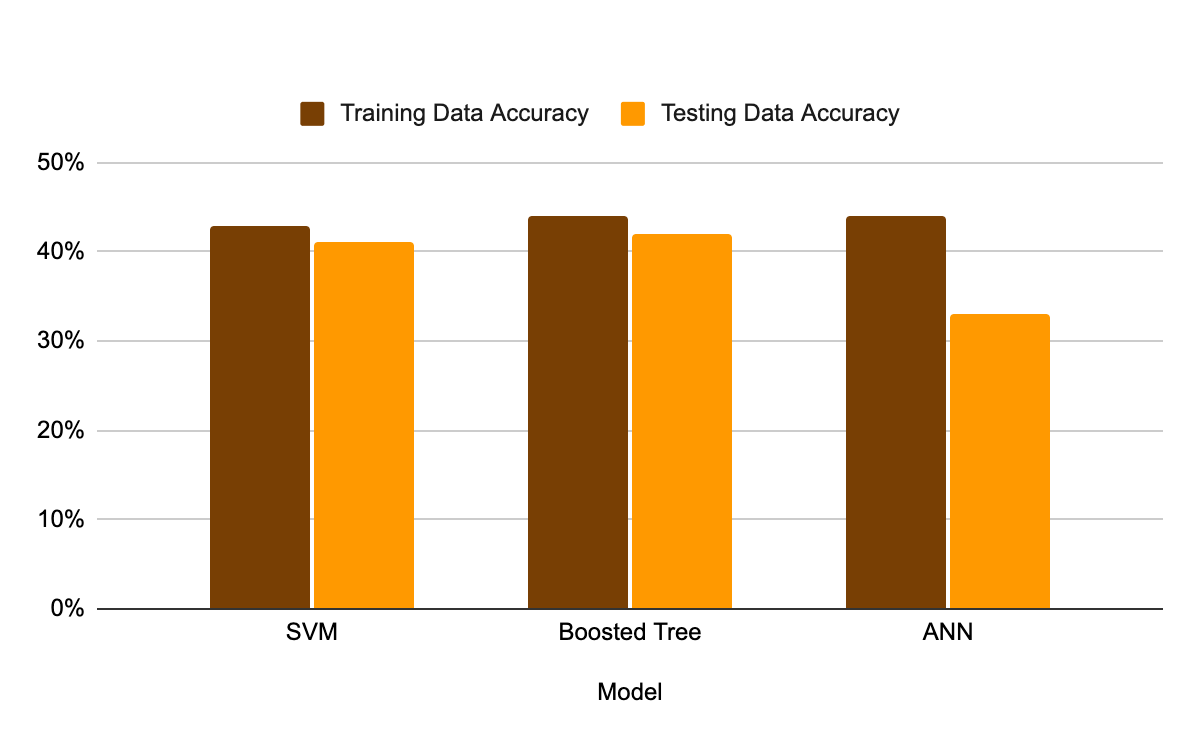 Training Data Accuracy Testing Data Accuracy
50%
40%
30%
20%
10%
0%
SVM Boosted Tree ANN
Model